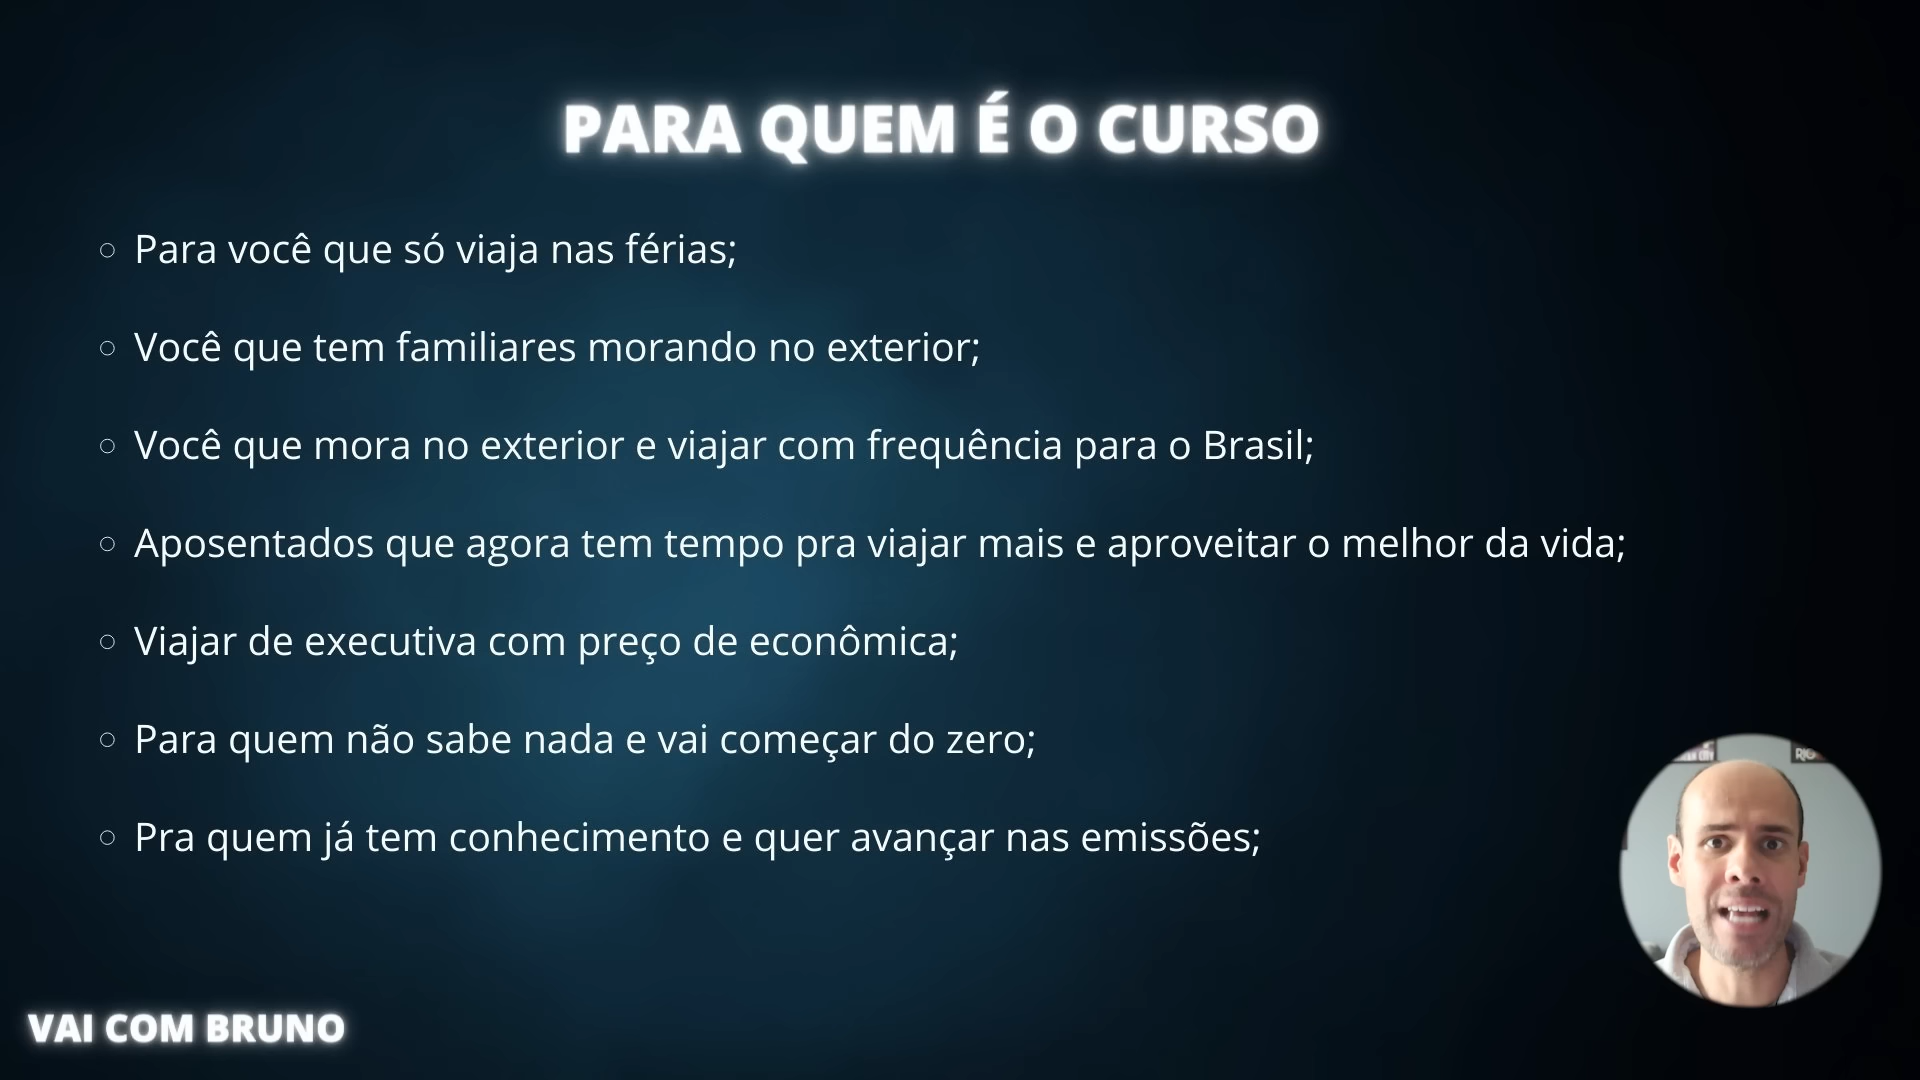 PARA QUEM É O CURSO
Para você que só viaja nas férias;
Você que tem familiares morando no exterior;
Você que mora no exterior e viajar com frequência para o Brasil;
Aposentados que agora tem tempo pra viajar mais e aproveitar o melhor da vida;
Viajar de executiva com preço de econômica;
Para quem não sabe nada e vai começar do zero;
Pra quem já tem conhecimento e quer avançar nas emissões;
VAI COM BRUNO